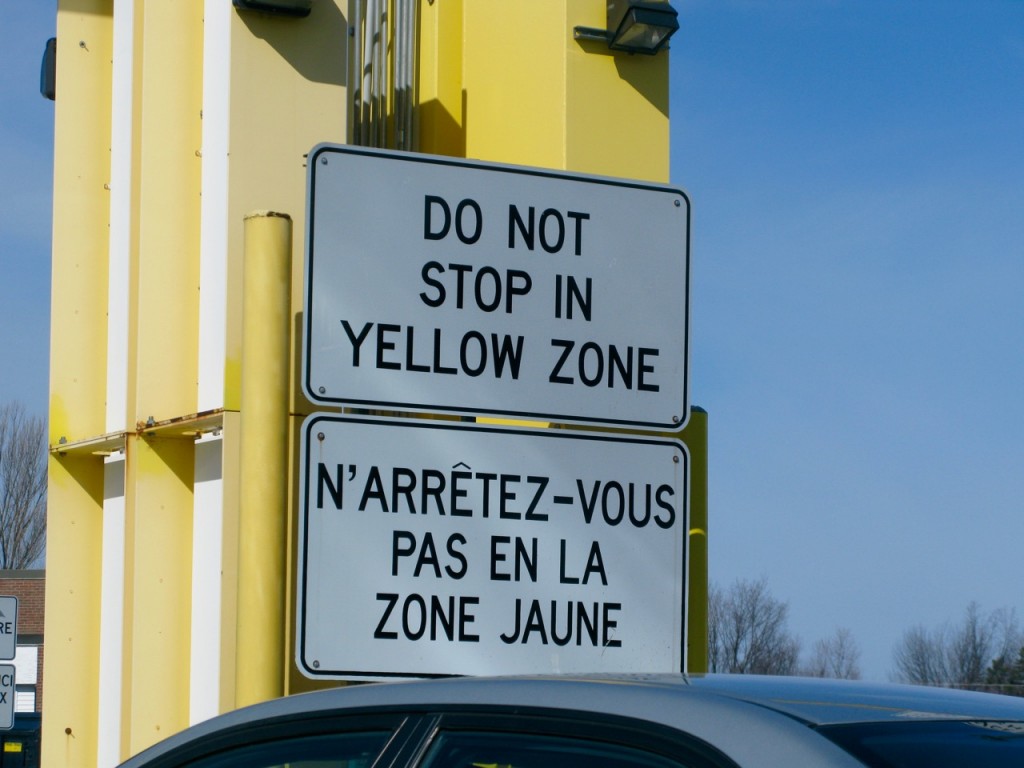 DO NOT
STOP IN
YELLOW ZONE
N'ARRÊTEZ-VOUS
PAS EN LA
ZONE JAUNE